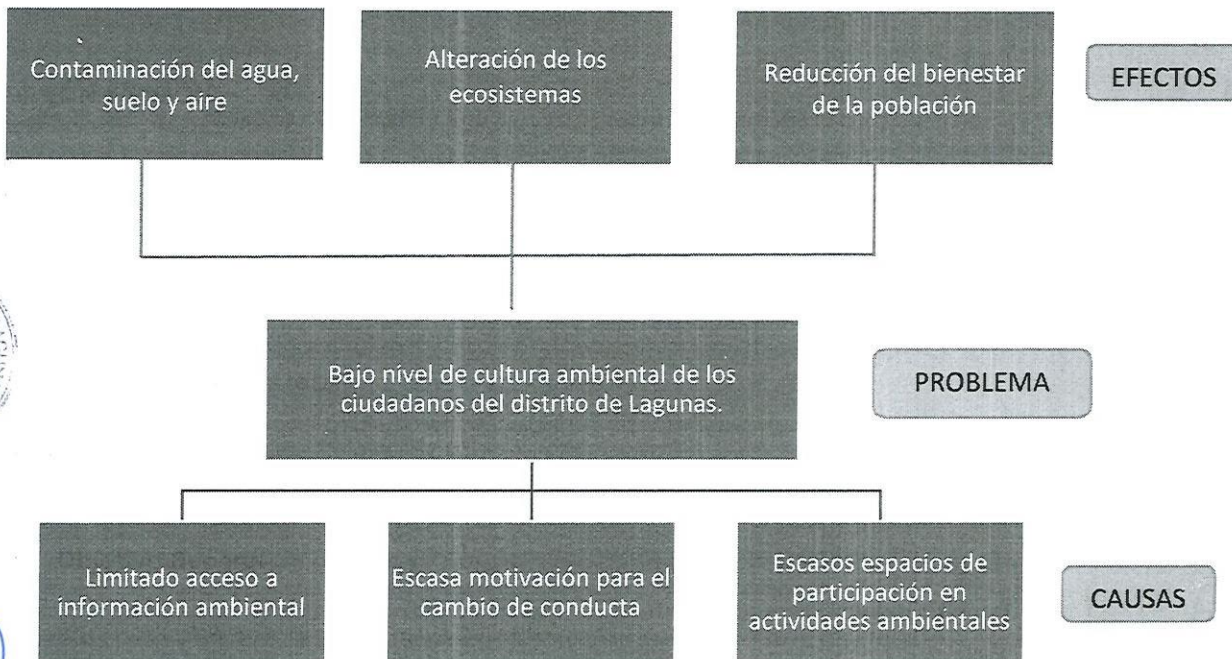 Contaminación del agua,
suelo y aire
Alteración de los
ecosistemas
Reducción del bienestar
de la población
EFECTOS
Bajo nivel de cultura ambiental de los
ciudadanos del distrito de Lagunas.
PROBLEMA
Limitado acceso a
información ambiental
Escasa motivación para el
cambio de conducta
Escasos espacios de
participación en
actividades ambientales
CAUSAS